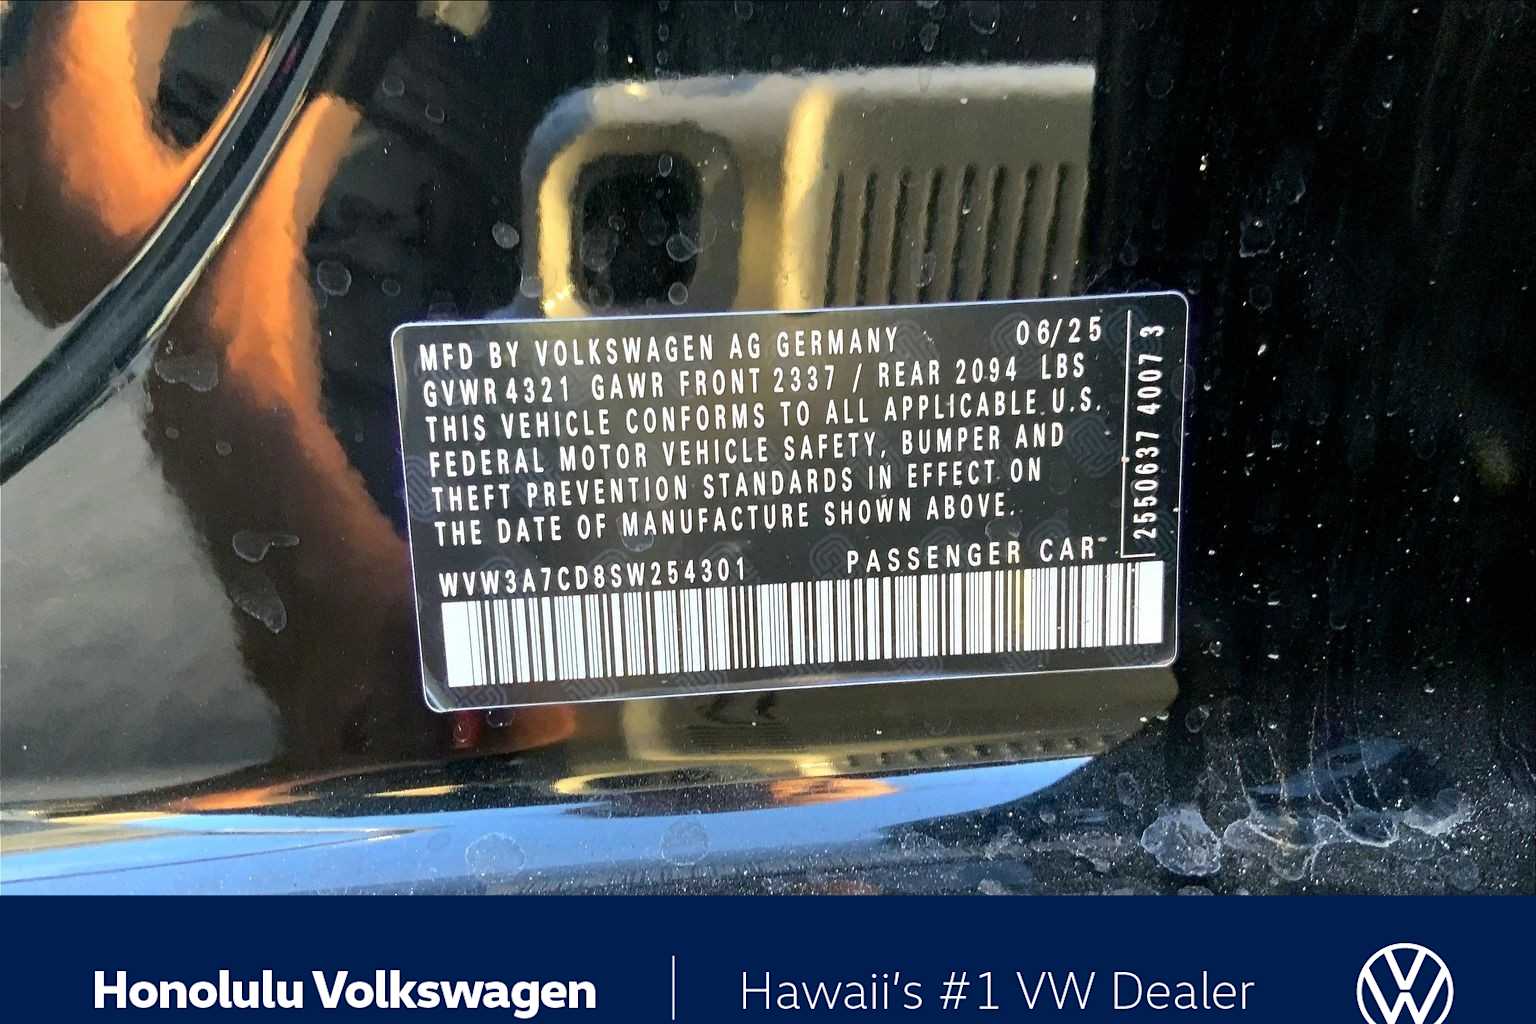 MFD BY VOLKSWAGEN AG GERMANY 06/25
GVWR 4321 GAWR FRONT 2337 / REAR 2094 LBS
THIS VEHICLE CONFORMS TO ALL APPLICABLE U.S.
FEDERAL MOTOR VEHICLE SAFETY, BUMPER AND
THEFT PREVENTION STANDARDS IN EFFECT ON
THE DATE OF MANUFACTURE SHOWN ABOVE.
WVW3A7CD8SW254301 PASSENGER CAR
2550637 4007 3
Honolulu Volkswagen
Hawaii's #1 VW Dealer